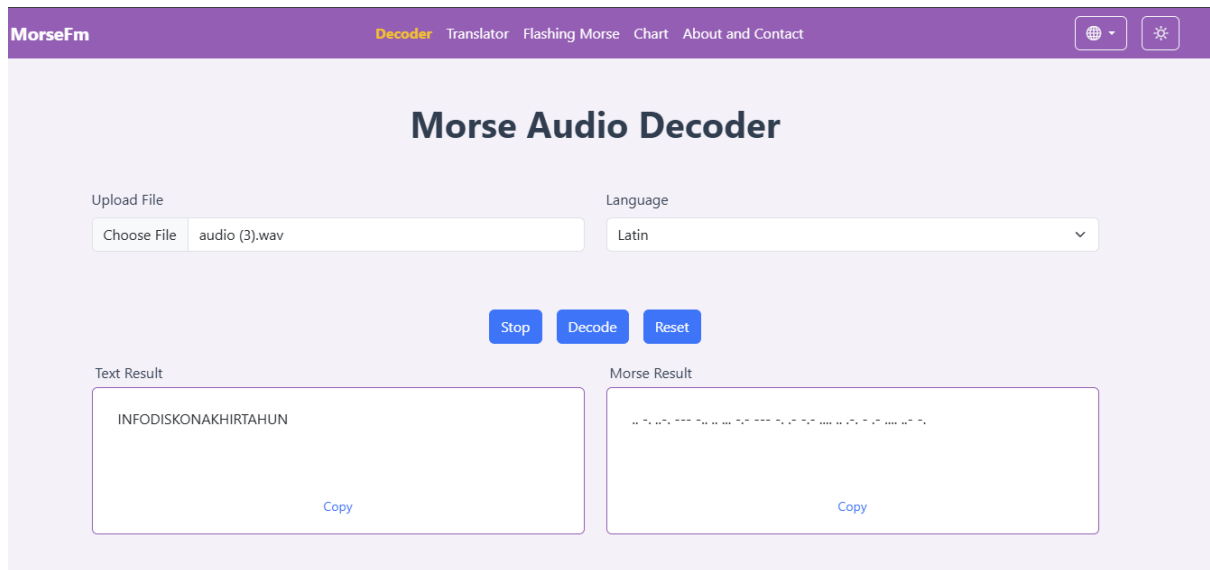 MorseFm
Decoder Translator Flashing Morse Chart About and Contact
Morse Audio Decoder
Upload File
Choose File audio (3).wav
Language
Latin
Stop Decode Reset
Text Result
INFODISKONAKHIRTAHUN
Copy
Morse Result
.. -. ..-. --- -.. .. ... -.- --- -. .- -.- .... .. .-. - .- .... ..- -.
Copy